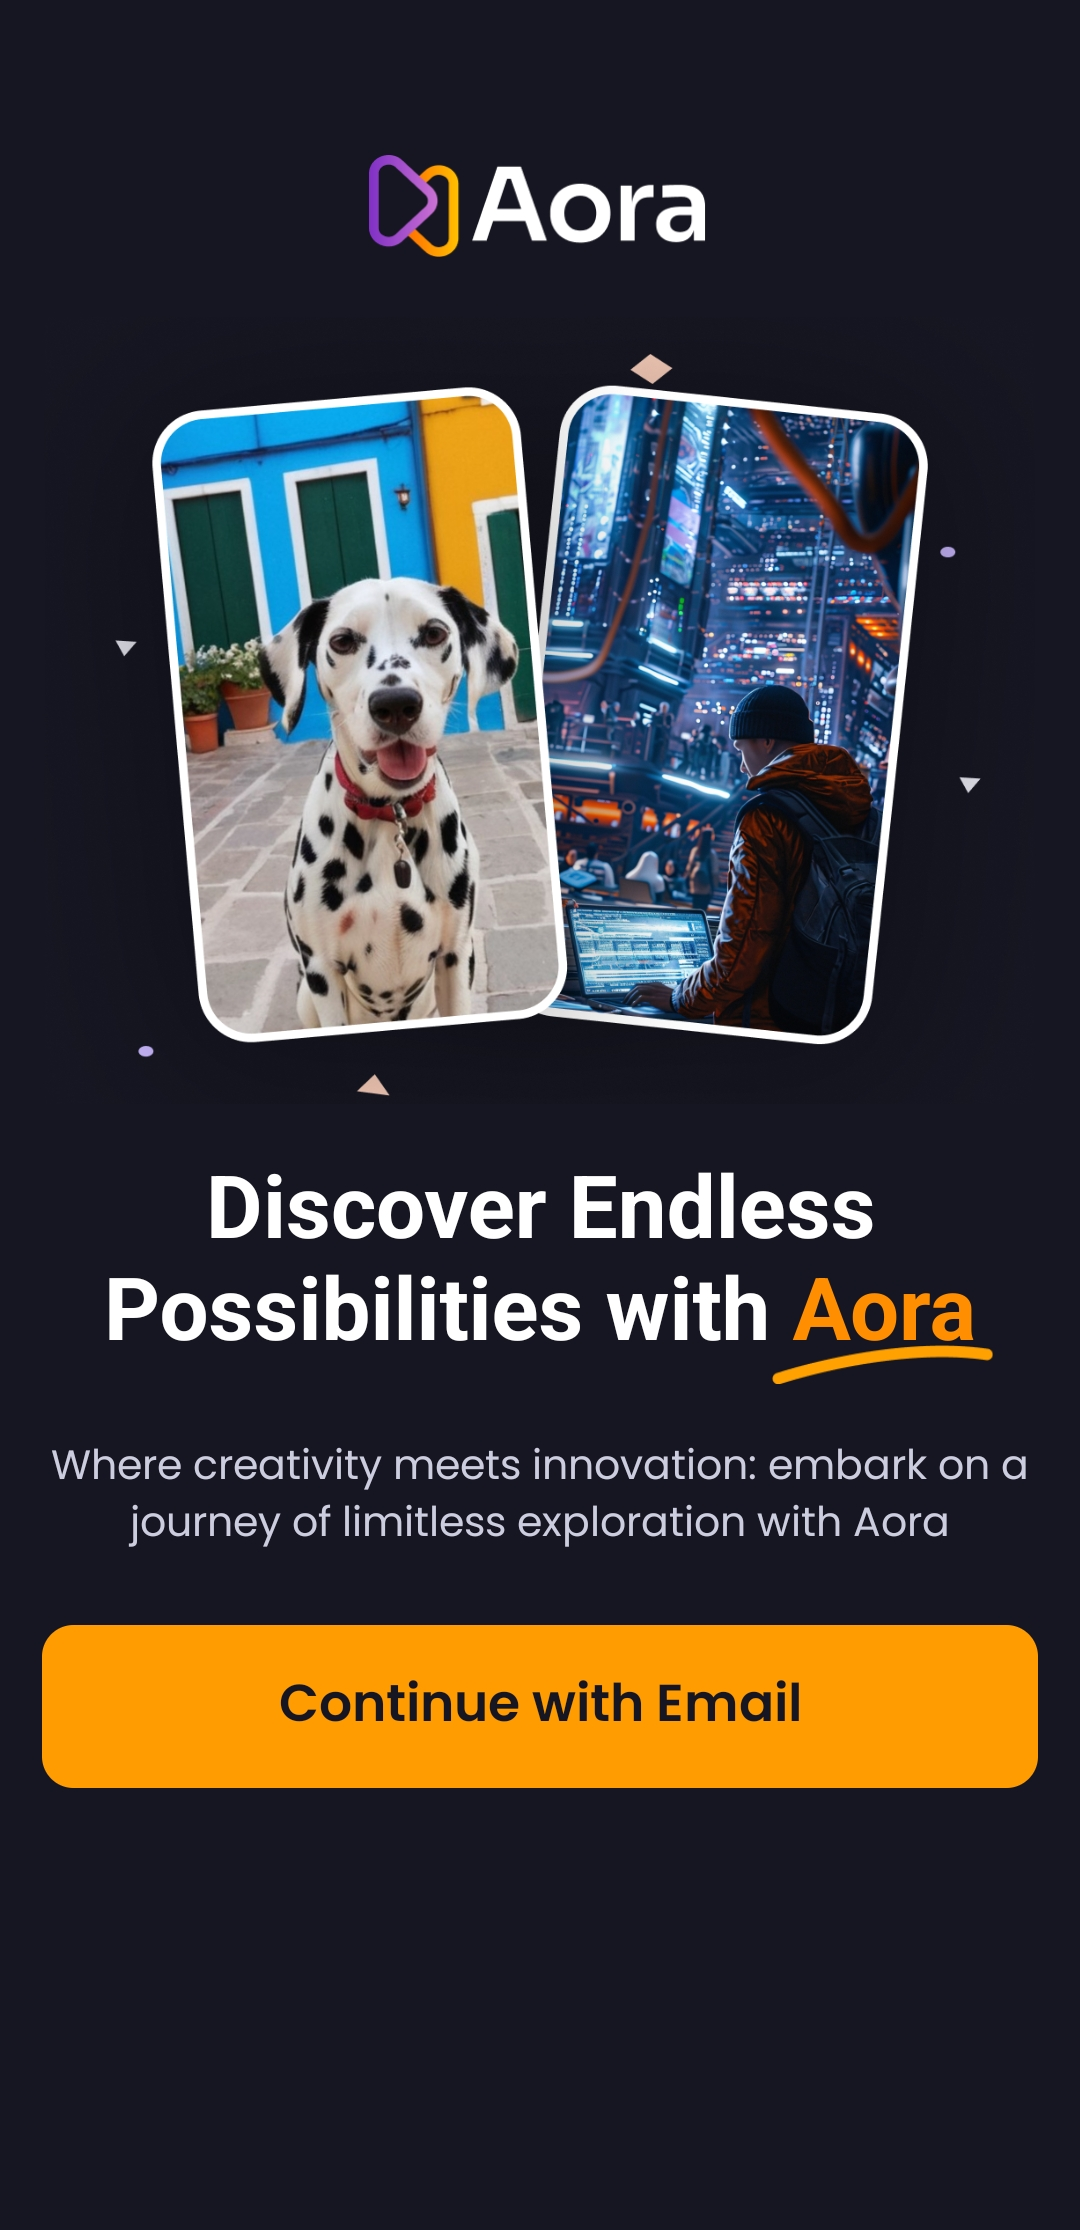 Aora
Discover Endless
Possibilities with Aora
Where creativity meets innovation: embark on a
journey of limitless exploration with Aora
Continue with Email